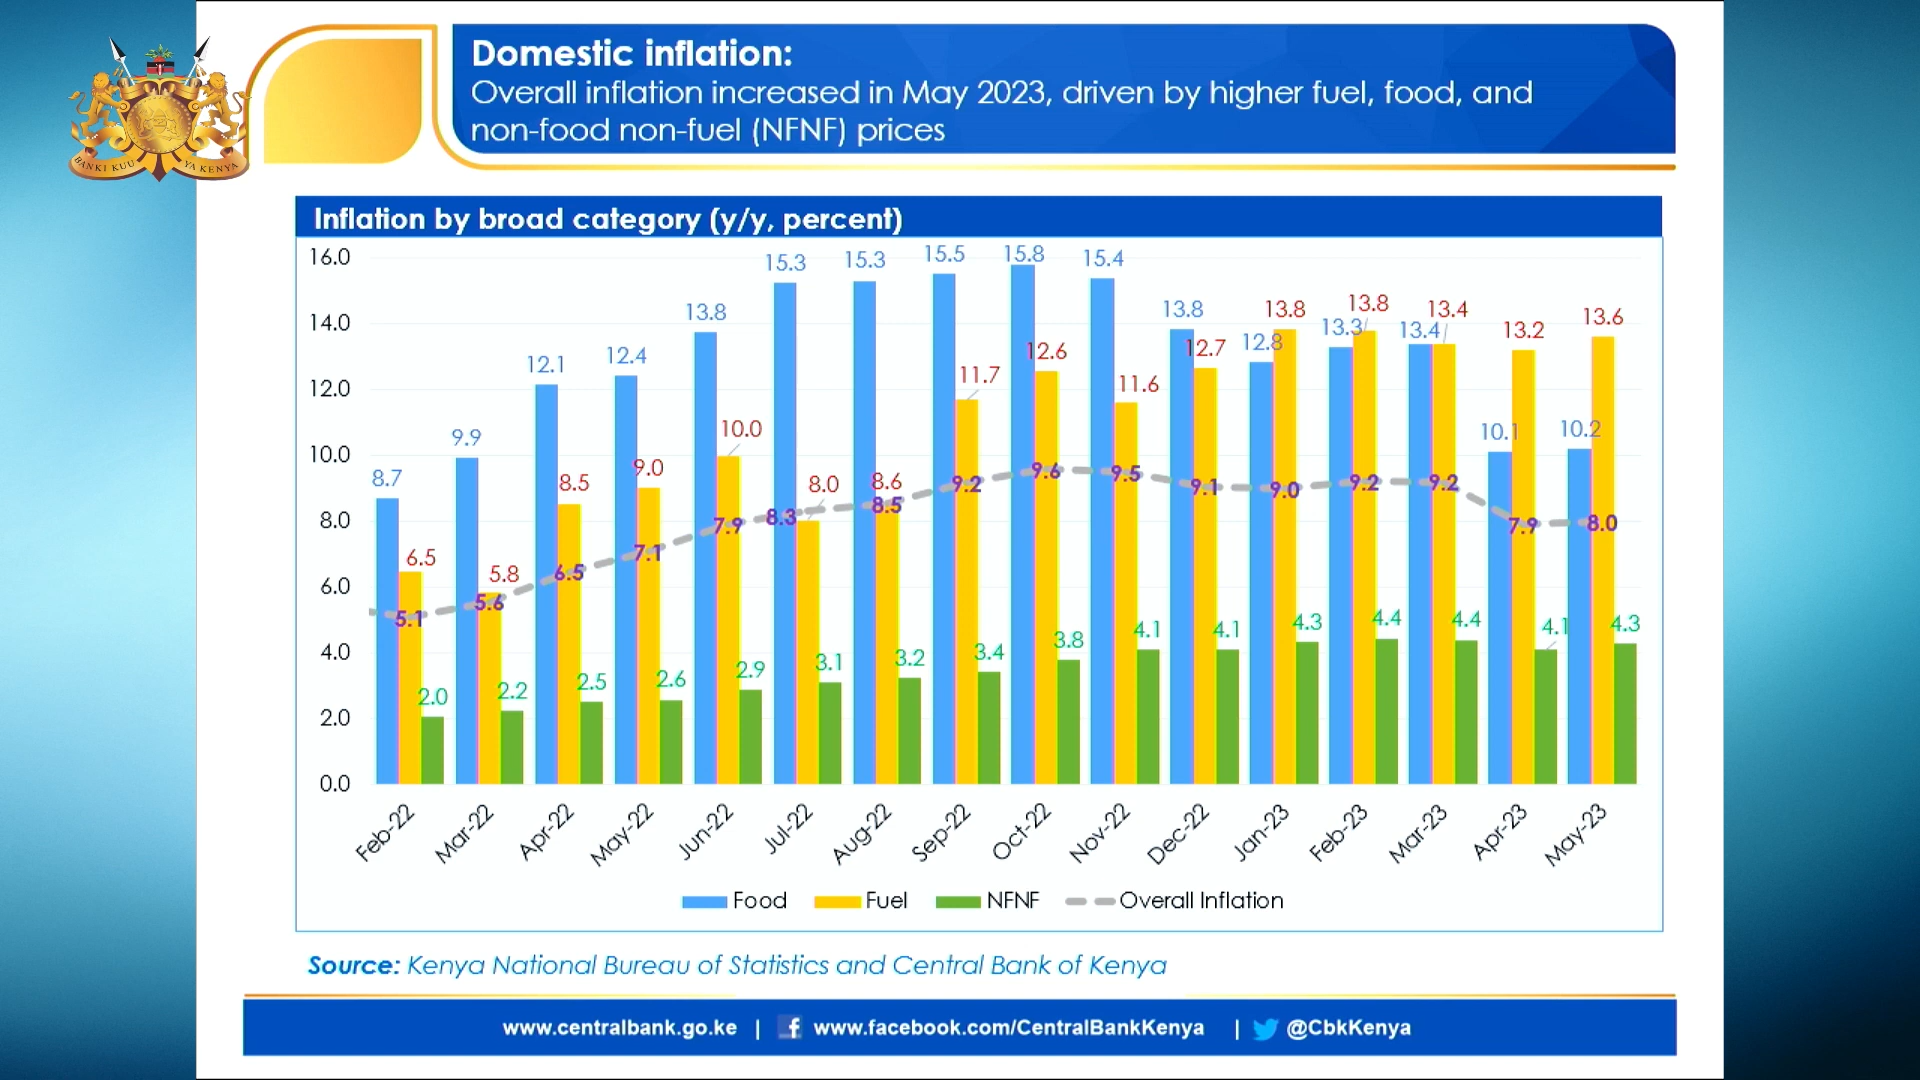 BANKI KUU YA KENYA
Domestic inflation:
Overall inflation increased in May 2023, driven by higher fuel, food, and
non-food non-fuel (NFNF) prices
Inflation by broad category (y/y, percent)
16.0
14.0
12.0
10.0
8.0
6.0
4.0
2.0
0.0
8.7 9.9 12.1 12.4 13.8 15.3 15.3 15.5 15.8 15.4 13.8 12.8 13.3 13.4 10.1 10.2
6.5 5.8 8.5 9.0 10.0 8.0 8.6 11.7 12.6 11.6 12.7 13.8 13.8 13.4 13.2 13.6
5.1 5.6 6.5 7.1 7.9 8.3 8.5 9.2 9.6 9.5 9.1 9.0 9.2 9.2 7.9 8.0
2.0 2.2 2.5 2.6 2.9 3.1 3.2 3.4 3.8 4.1 4.1 4.3 4.4 4.4 4.1 4.3
Feb-22 Mar-22 Apr-22 May-22 Jun-22 Jul-22 Aug-22 Sep-22 Oct-22 Nov-22 Dec-22 Jan-23 Feb-23 Mar-23 Apr-23 May-23
Food Fuel NFNF Overall Inflation
Source: Kenya National Bureau of Statistics and Central Bank of Kenya
www.centralbank.go.ke | www.facebook.com/CentralBankKenya | @CbkKenya